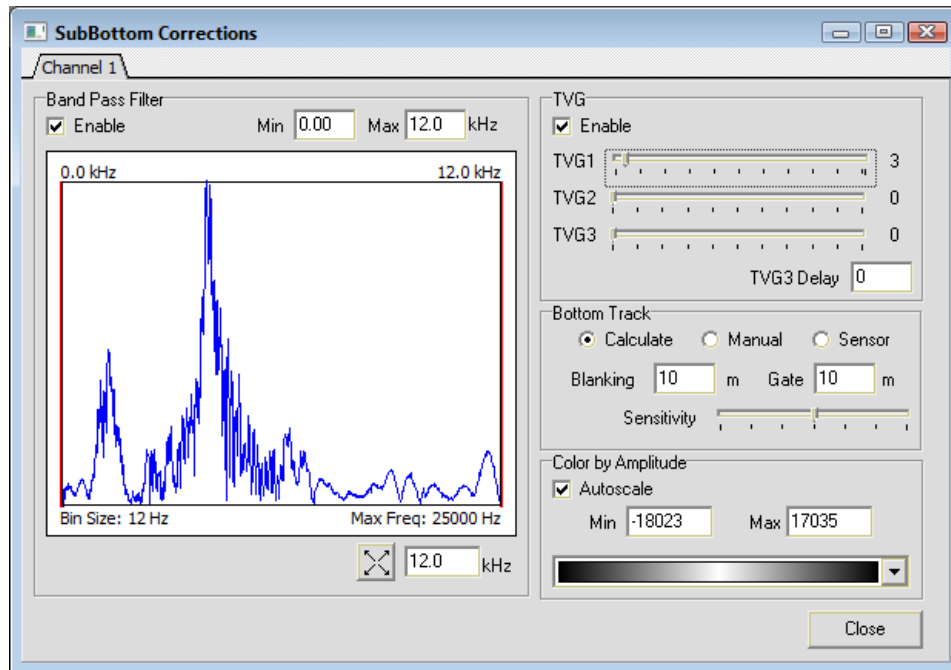 SubBottom Corrections
Channel 1
Band Pass Filter
Enable Min 0.00 Max 12.0 kHz
0.0 kHz 12.0 kHz
Bin Size: 12 Hz Max Freq: 25000 Hz
12.0 kHz
TVG
Enable
TVG1 3
TVG2 0
TVG3 0
TVG3 Delay 0
Bottom Track
Calculate Manual Sensor
Blanking 10 m Gate 10 m
Sensitivity
Color by Amplitude
Autoscale
Min -18023 Max 17035
Close